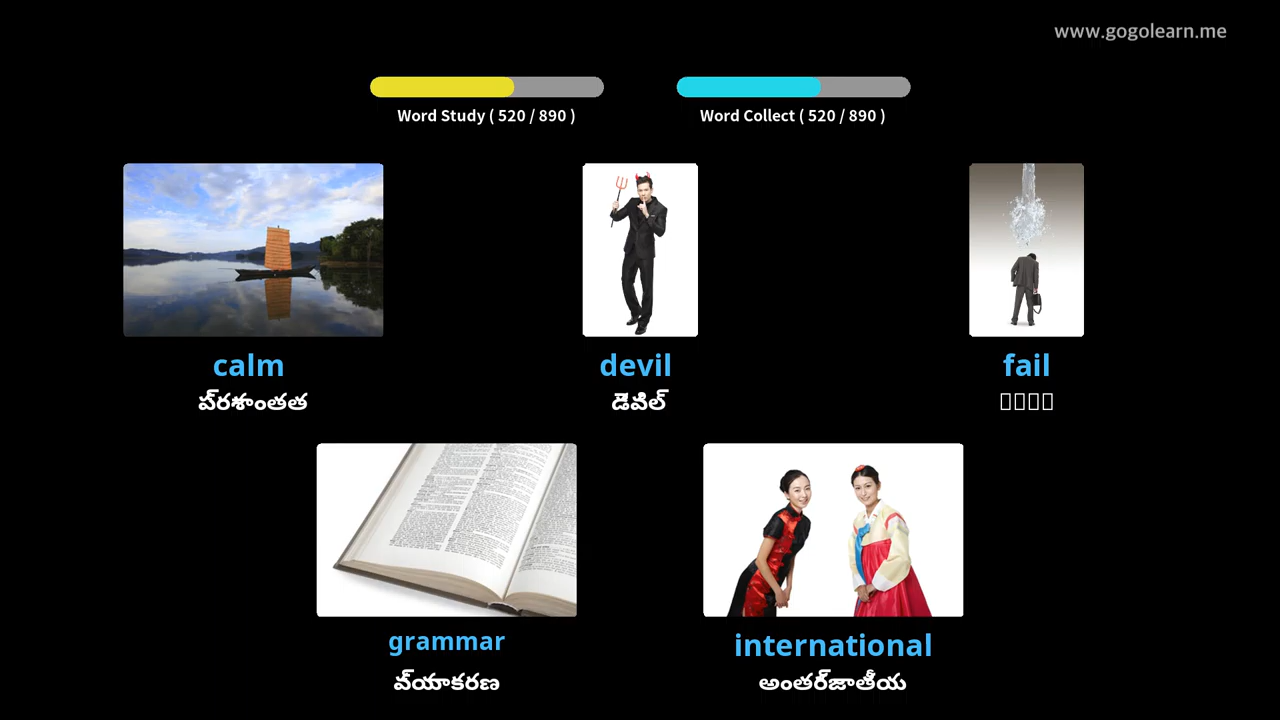 www.gogolearn.me
Word Study ( 520 / 890 )
Word Collect ( 520 / 890 )
calm
ప్రశాంతత
devil
డెవిల్
fail
grammar
వ్యాకరణ
international
అంతర్జాతీయ